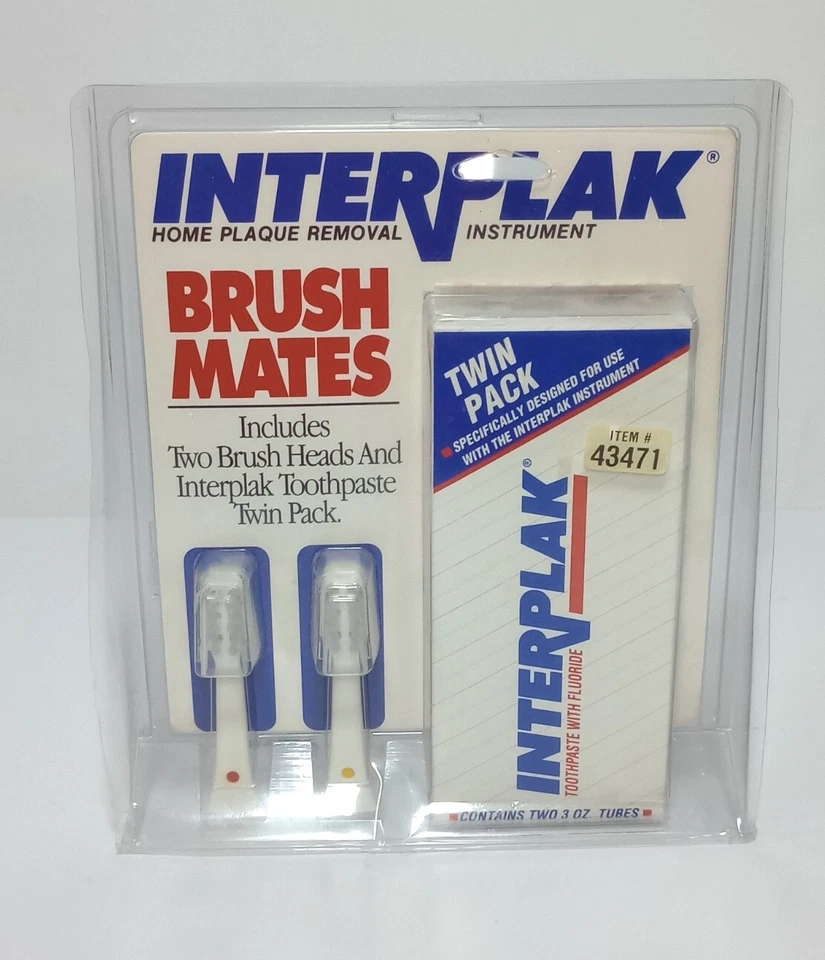 INTERPLAK®
HOME PLAQUE REMOVAL INSTRUMENT
BRUSH
MATES
Includes
Two Brush Heads And
Interplak Toothpaste
Twin Pack.
TWIN
PACK
SPECIFICALLY DESIGNED FOR USE
WITH THE INTERPLAK INSTRUMENT
ITEM #
43471
INTERPLAK®
TOOTHPASTE WITH FLUORIDE
CONTAINS TWO 3 OZ. TUBES